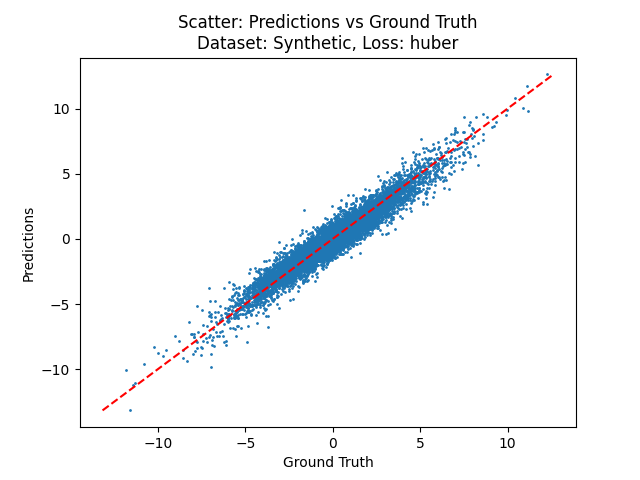 Scatter: Predictions vs Ground Truth
Dataset: Synthetic, Loss: huber
10
5
0
−5
−10
Predictions
−10
−5
0
5
10
Ground Truth